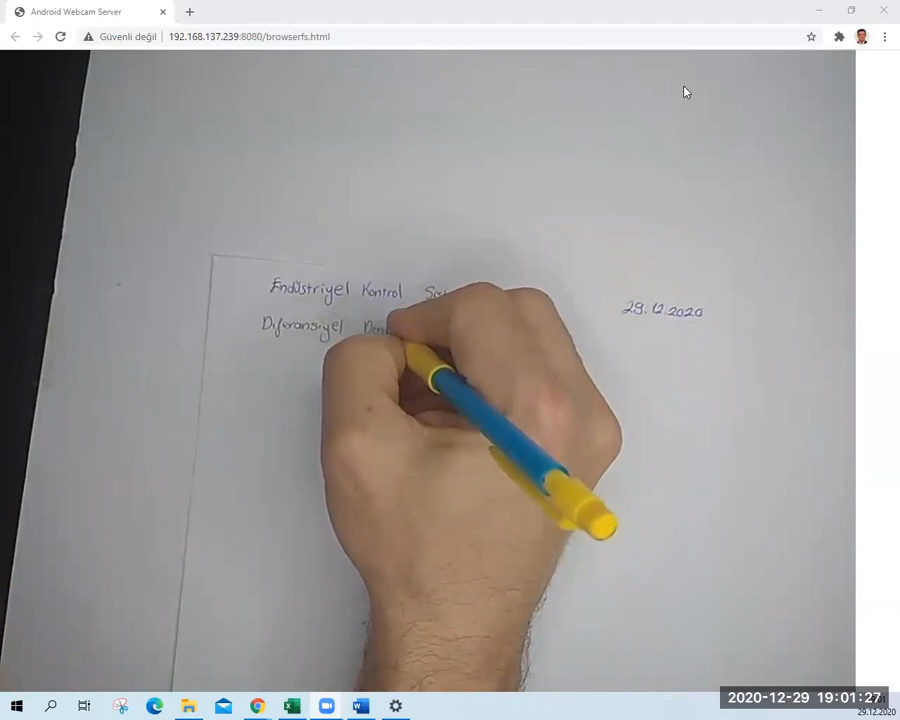 Android Webcam Server
Güvenli değil
192.168.137.239:8080/browserfs.html
Endüstriyel Kontrol
29.12.2020
Diferansiyel
2020-12-29 19:01:27
29.12.2020